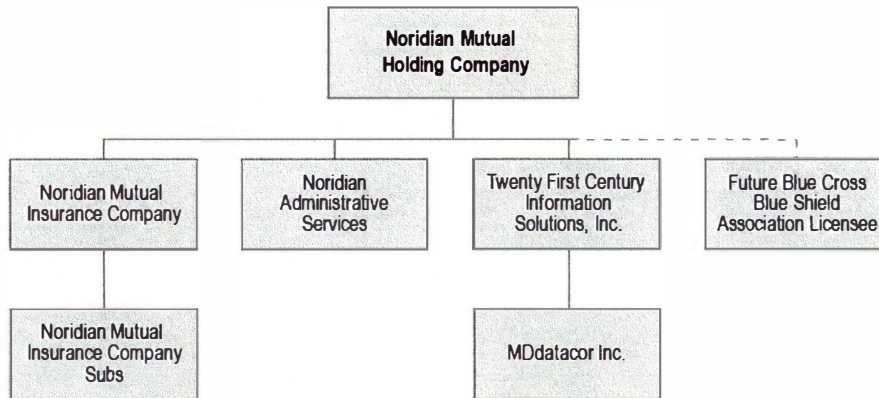 Noridian Mutual
Holding Company
Noridian Mutual
Insurance Company
Noridian
Administrative
Services
Twenty First Century
Information
Solutions, Inc.
Future Blue Cross
Blue Shield
Association Licensee
Noridian Mutual
Insurance Company
Subs
MDdatacor Inc.